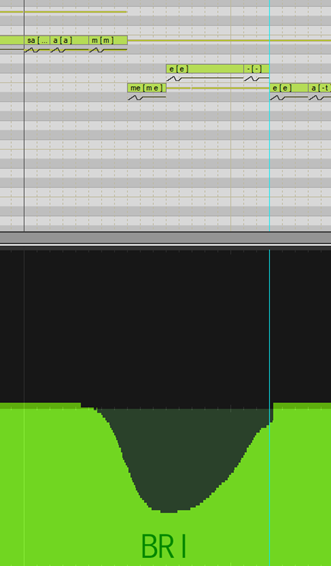 sa [ ... a [ a ] m [ m ]
e [ e ] - [ - ]
me [ m e ] e [ e ] a [ - t
BRI